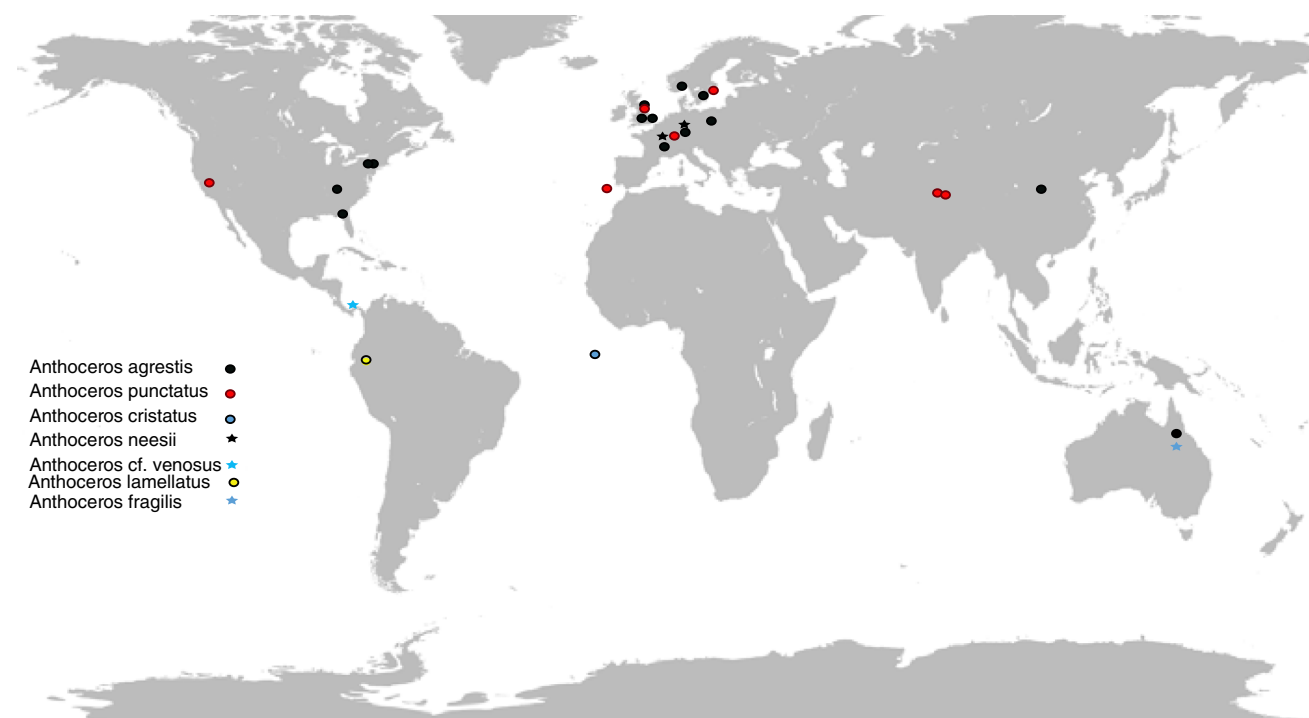 Anthoceros agrestis
Anthoceros punctatus
Anthoceros cristatus
Anthoceros neesii
Anthoceros cf. venosus
Anthoceros lamellatus
Anthoceros fragilis